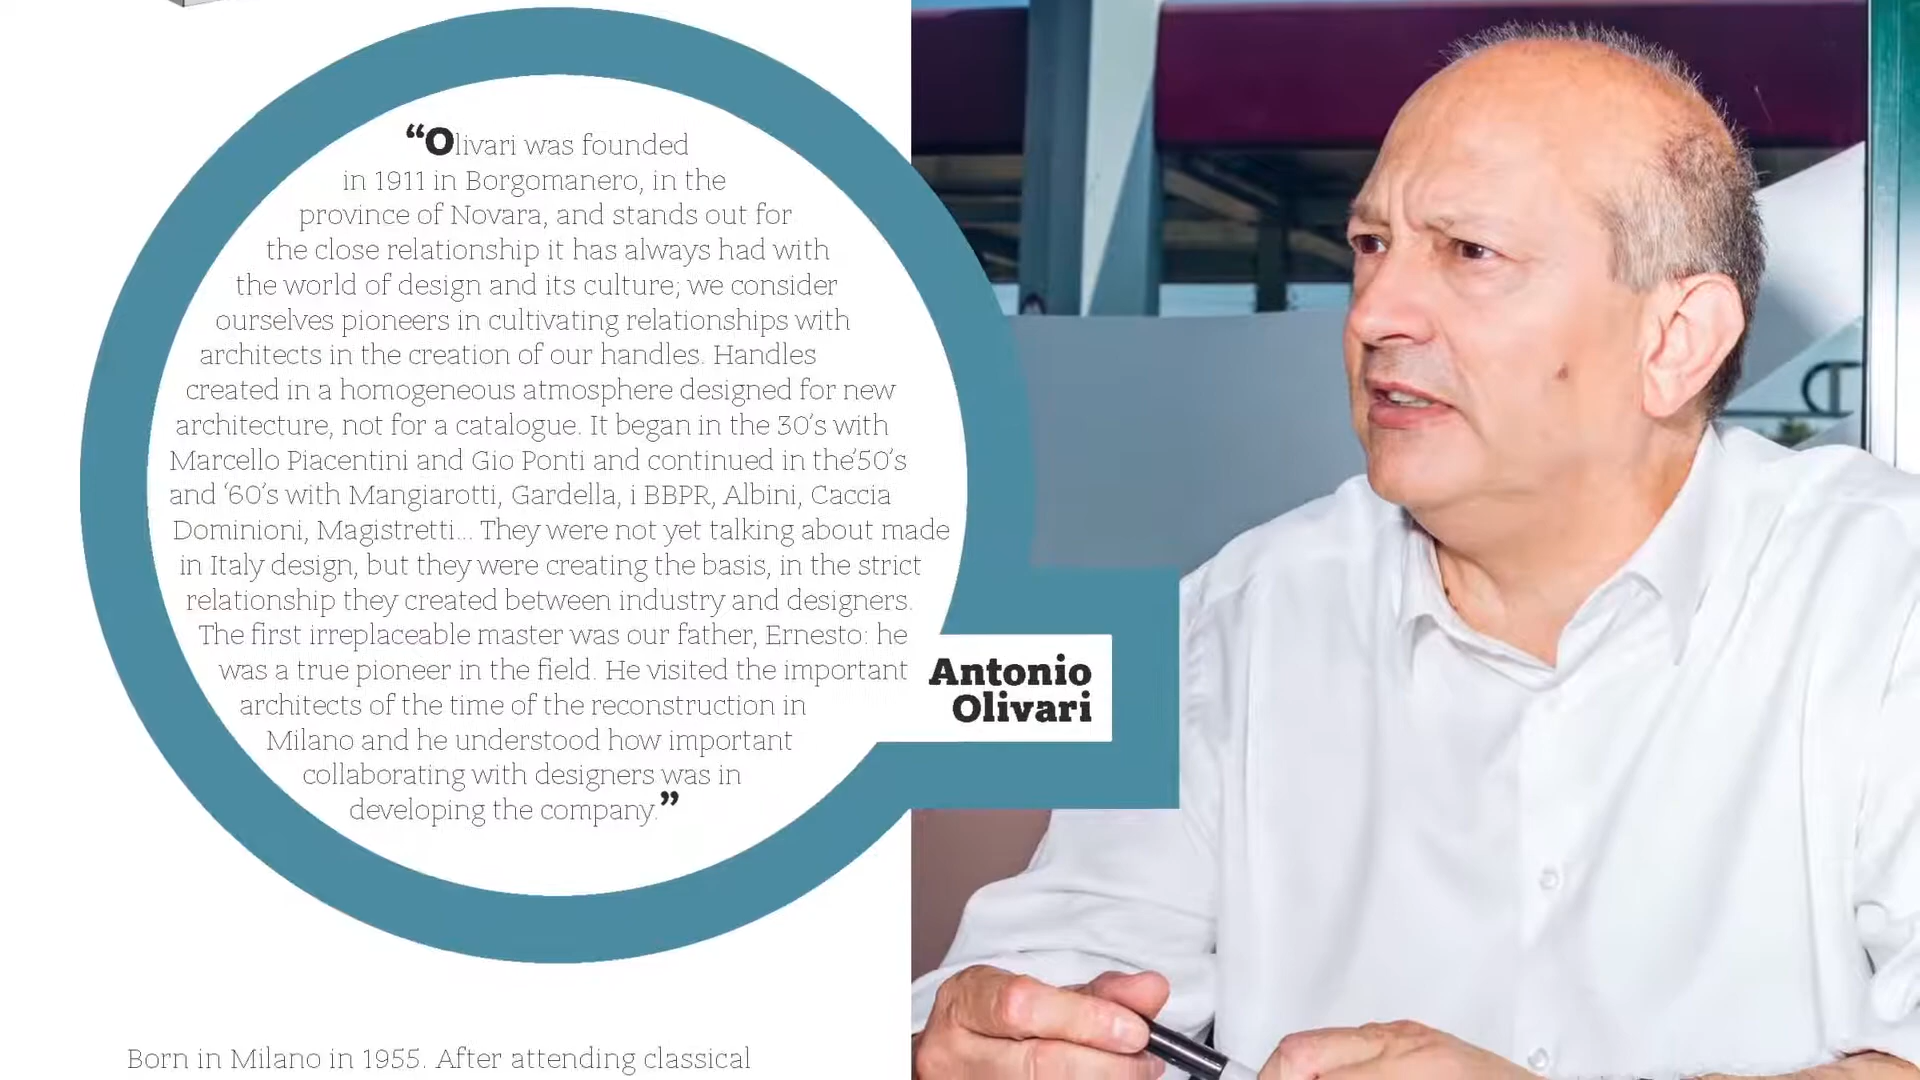 “Olivari was founded
in 1911 in Borgomanero, in the
province of Novara, and stands out for
the close relationship it has always had with
the world of design and its culture; we consider
ourselves pioneers in cultivating relationships with
architects in the creation of our handles. Handles
created in a homogeneous atmosphere designed for new
architecture, not for a catalogue. It began in the 30’s with
Marcello Piacentini and Gio Ponti and continued in the’50’s
and ‘60’s with Mangiarotti, Gardella, i BBPR, Albini, Caccia
Dominioni, Magistretti... They were not yet talking about made
in Italy design, but they were creating the basis, in the strict
relationship they created between industry and designers.
The first irreplaceable master was our father, Ernesto: he
was a true pioneer in the field. He visited the important
architects of the time of the reconstruction in
Milano and he understood how important
collaborating with designers was in
developing the company.”
Antonio
Olivari
Born in Milano in 1955. After attending classical